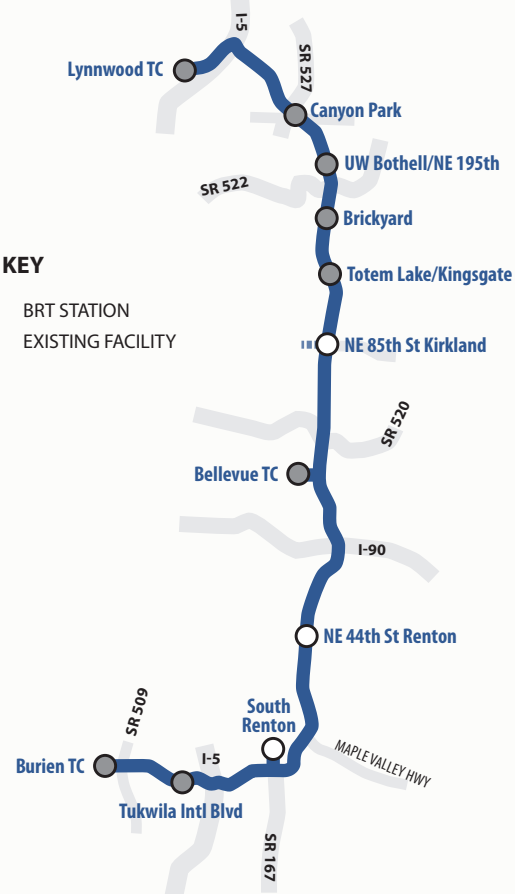 I-5
SR 527
Lynnwood TC
Canyon Park
UW Bothell/NE 195th
SR 522
Brickyard
KEY
Totem Lake/Kingsgate
BRT STATION
EXISTING FACILITY
NE 85th St Kirkland
SR 520
Bellevue TC
I-90
NE 44th St Renton
SR 509
South
Renton
I-5
MAPLE VALLEY HWY
Burien TC
Tukwila Intl Blvd
SR 167